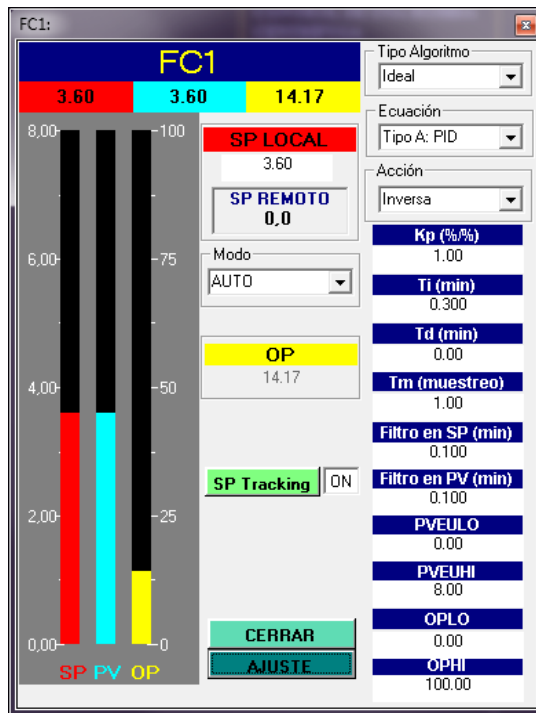 FC1:
FC1
3.60 3.60 14.17
8,00 100
6,00 75
4,00 50
2,00 25
0,00 0
SP PV OP
SP LOCAL
3.60
SP REMOTO
0,0
Modo
AUTO
OP
14.17
SP Tracking ON
CERRAR
AJUSTE
Tipo Algoritmo
Ideal
Ecuación
Tipo A: PID
Acción
Inversa
Kp (%/%)
1.00
Ti (min)
0.300
Td (min)
0.00
Tm (muestreo)
1.00
Filtro en SP (min)
0.100
Filtro en PV (min)
0.100
PVEULO
0.00
PVEUHI
8.00
OPLO
0.00
OPHI
100.00